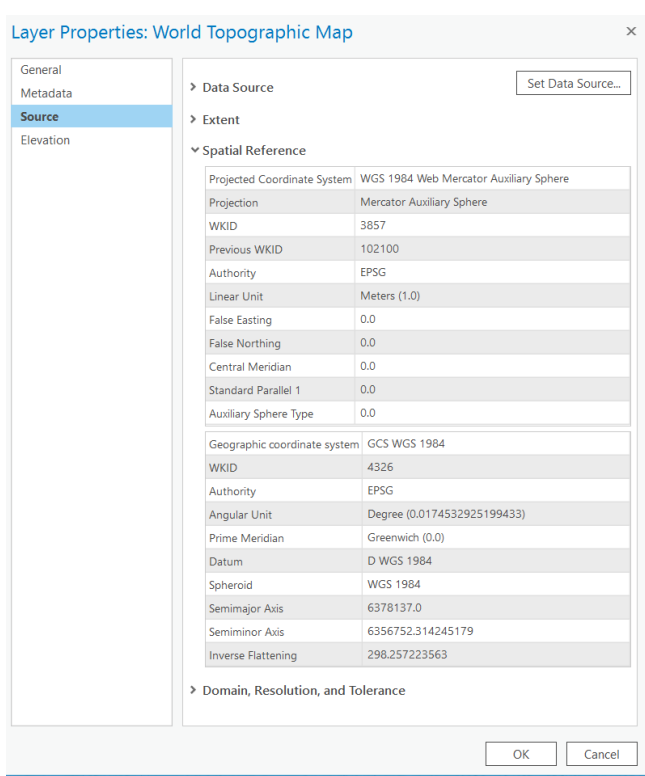 Layer Properties: World Topographic Map
×
General
Metadata
Source
Elevation
Data Source
Set Data Source...
Extent
Spatial Reference
Projected Coordinate System WGS 1984 Web Mercator Auxiliary Sphere
Projection Mercator Auxiliary Sphere
WKID 3857
Previous WKID 102100
Authority EPSG
Linear Unit Meters (1.0)
False Easting 0.0
False Northing 0.0
Central Meridian 0.0
Standard Parallel 1 0.0
Auxiliary Sphere Type 0.0
Geographic coordinate system GCS WGS 1984
WKID 4326
Authority EPSG
Angular Unit Degree (0.0174532925199433)
Prime Meridian Greenwich (0.0)
Datum D WGS 1984
Spheroid WGS 1984
Semimajor Axis 6378137.0
Semiminor Axis 6356752.314245179
Inverse Flattening 298.257223563
Domain, Resolution, and Tolerance
OK Cancel